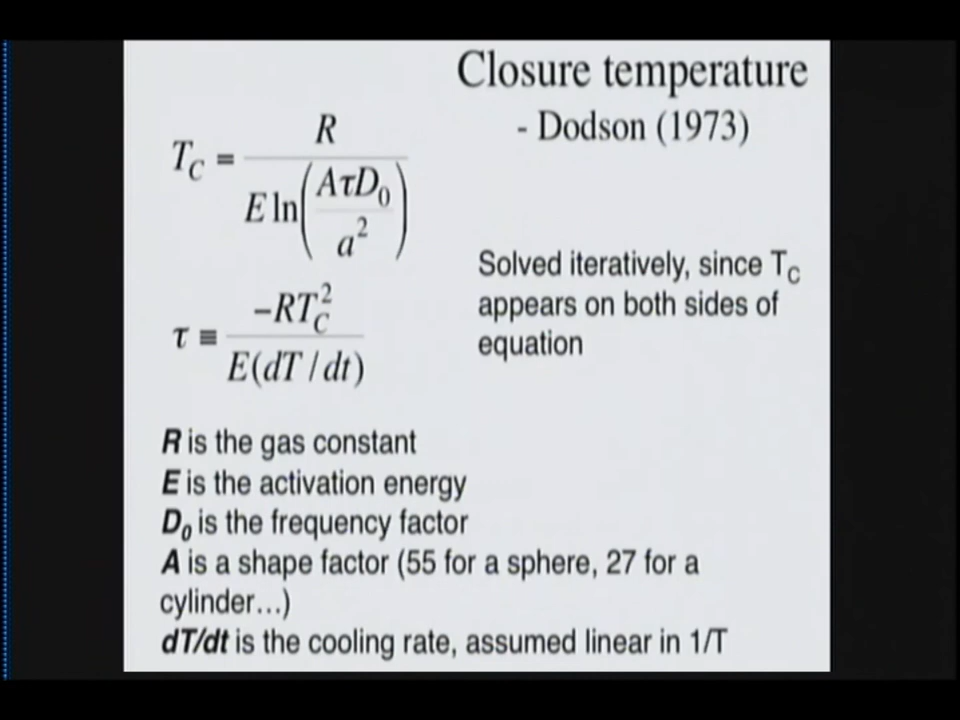 Closure temperature
- Dodson (1973)
T_C = R / (E ln(AτD_0 / a^2))
Solved iteratively, since T_C
appears on both sides of
equation
τ ≡ −RT_C^2 / (E(dT / dt))
R is the gas constant
E is the activation energy
D_0 is the frequency factor
A is a shape factor (55 for a sphere, 27 for a
cylinder…)
dT/dt is the cooling rate, assumed linear in 1/T